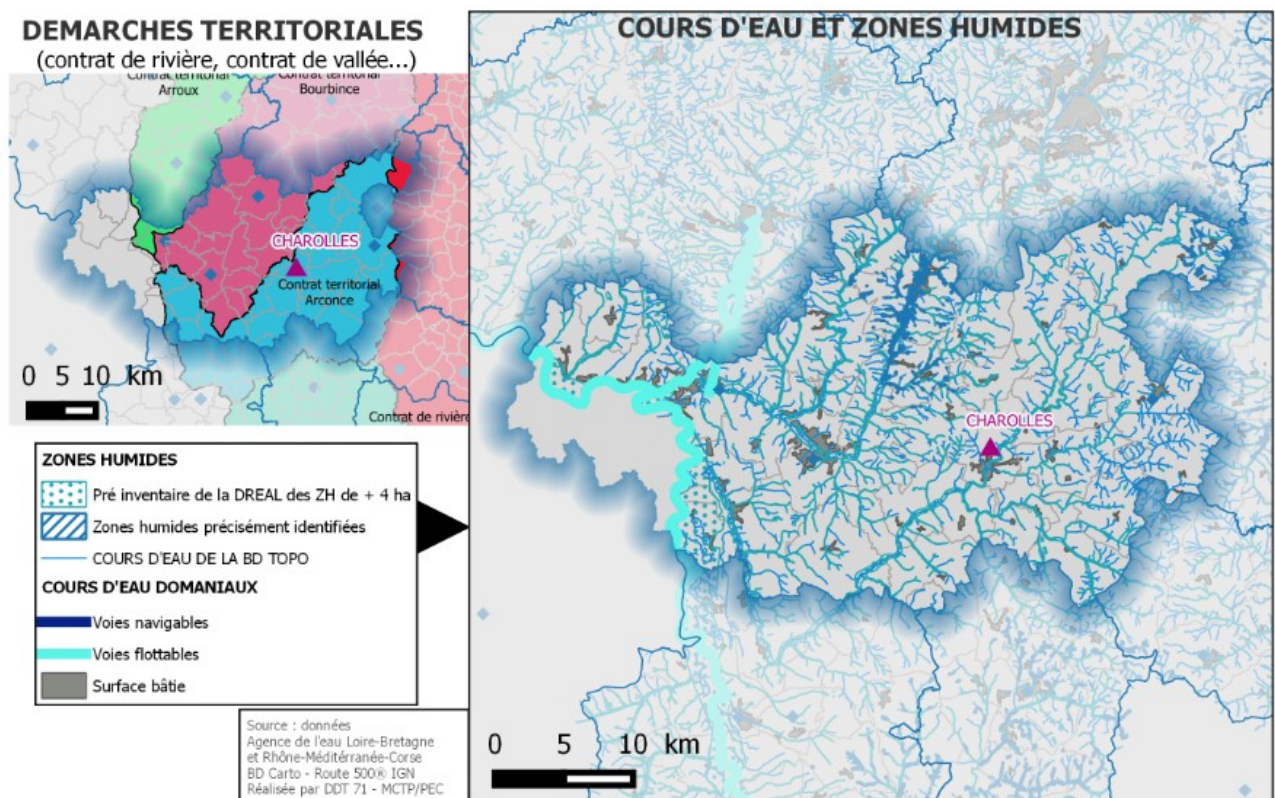 DEMARCHES TERRITORIALES
(contrat de rivière, contrat de vallée...)
Contrat territorial
Arroux
Contrat territorial
Bourbince
CHAROLLES
Contrat territorial
Arconce
0 5 10 km
Contrat de rivière
ZONES HUMIDES
Pré inventaire de la DREAL des ZH de + 4 ha
Zones humides précisément identifiées
COURS D'EAU DE LA BD TOPO
COURS D'EAU DOMANIAUX
Voies navigables
Voies flottables
Surface bâtie
Source : données
Agence de l'eau Loire-Bretagne
et Rhône-Méditérranée-Corse
BD Carto - Route 500® IGN
Réalisée par DDT 71 - MCTP/PEC
COURS D'EAU ET ZONES HUMIDES
CHAROLLES
0 5 10 km